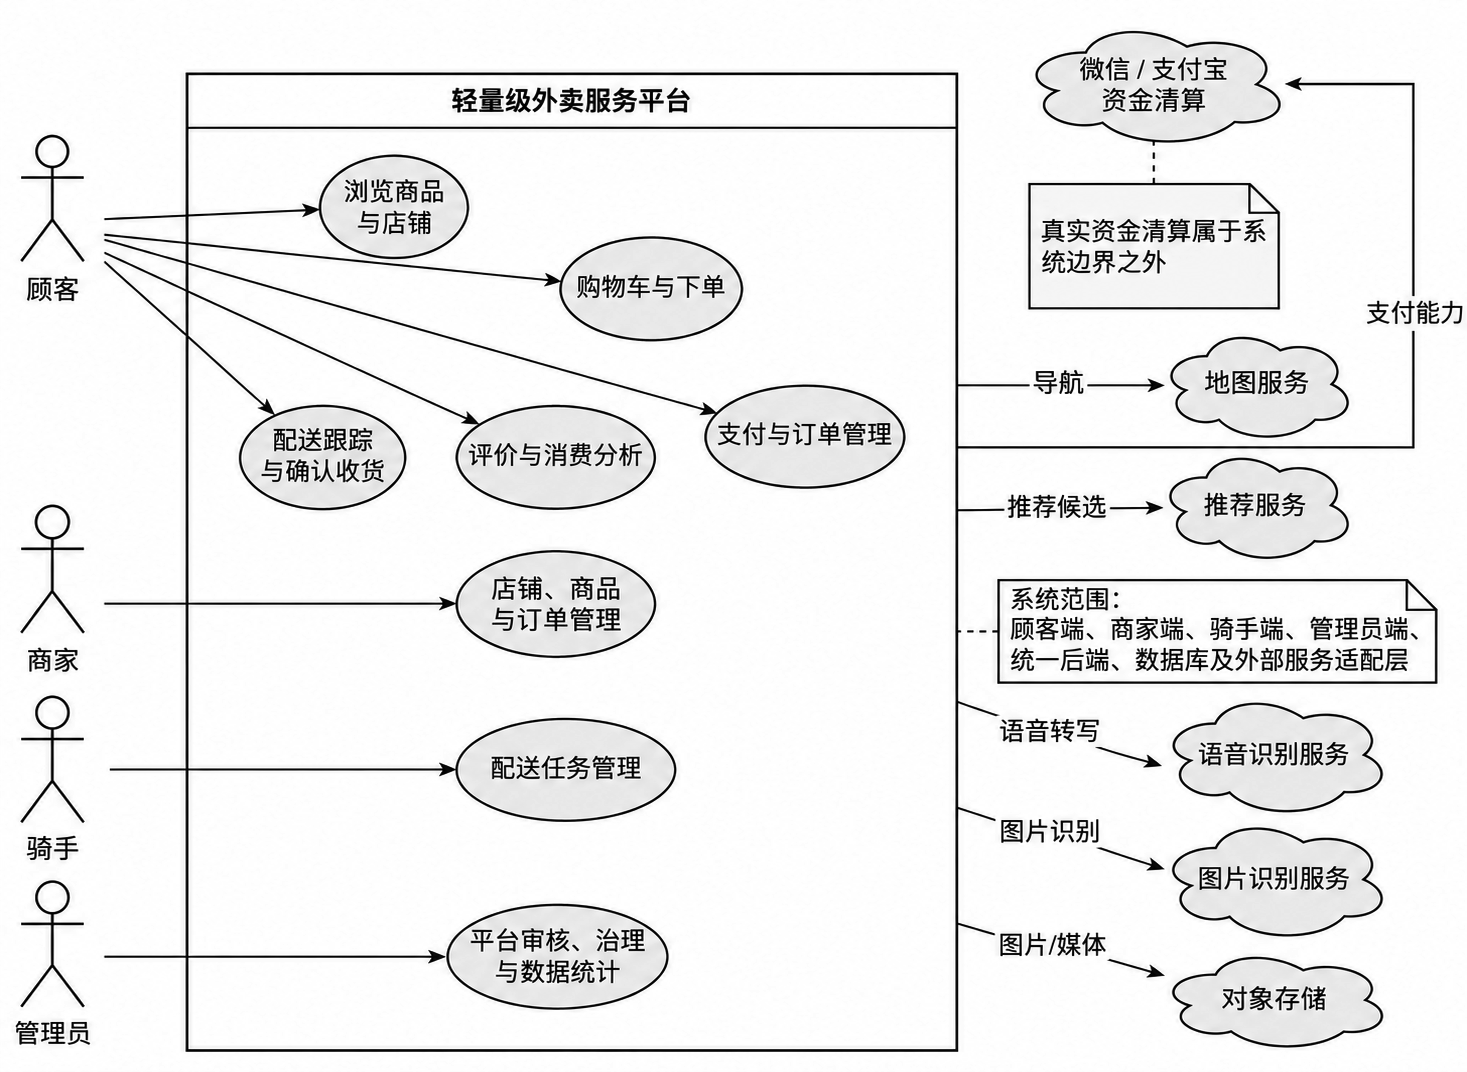 轻量级外卖服务平台
顾客
商家
骑手
管理员
浏览商品
与店铺
购物车与下单
支付与订单管理
配送跟踪
与确认收货
评价与消费分析
店铺、商品
与订单管理
配送任务管理
平台审核、治理
与数据统计
微信 / 支付宝
资金清算
真实资金清算属于系
统边界之外
支付能力
导航
地图服务
推荐候选
推荐服务
系统范围：
顾客端、商家端、骑手端、管理员端、
统一后端、数据库及外部服务适配层
语音转写
语音识别服务
图片识别
图片识别服务
图片/媒体
对象存储